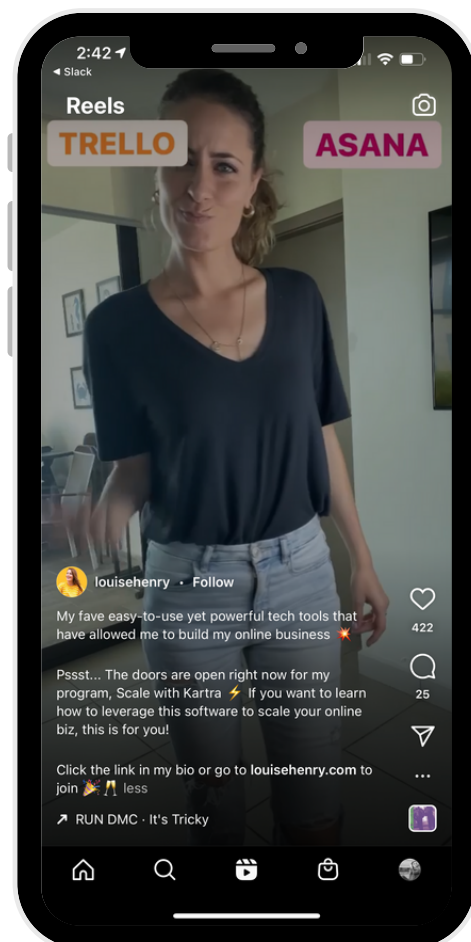 2:42
Slack
Reels
TRELLO
ASANA
louisehenry • Follow
My fave easy-to-use yet powerful tech tools that
have allowed me to build my online business 💥
Pssst... The doors are open right now for my
program, Scale with Kartra ⚡ If you want to learn
how to leverage this software to scale your online
biz, this is for you!
Click the link in my bio or go to louisehenry.com to
join 🎉🥂 less
RUN DMC · It's Tricky
422
25